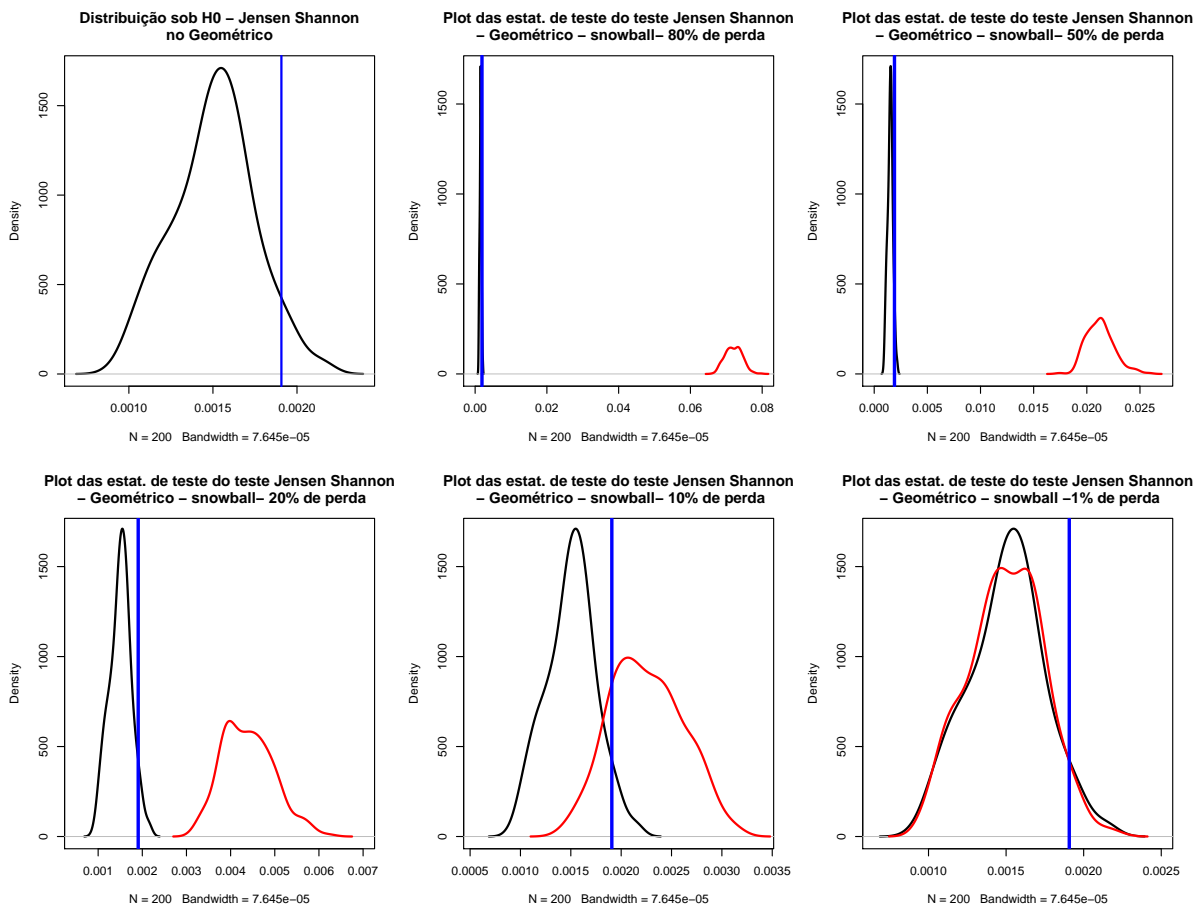 Distribuição sob H0 − Jensen Shannon
no Geométrico
Density
0 500 1000 1500
0.0010 0.0015 0.0020
N = 200 Bandwidth = 7.645e−05
Plot das estat. de teste do teste Jensen Shannon
− Geométrico − snowball− 80% de perda
Density
0 500 1000 1500
0.00 0.02 0.04 0.06 0.08
N = 200 Bandwidth = 7.645e−05
Plot das estat. de teste do teste Jensen Shannon
− Geométrico − snowball− 50% de perda
Density
0 500 1000 1500
0.000 0.005 0.010 0.015 0.020 0.025
N = 200 Bandwidth = 7.645e−05
Plot das estat. de teste do teste Jensen Shannon
− Geométrico − snowball− 20% de perda
Density
0 500 1000 1500
0.001 0.002 0.003 0.004 0.005 0.006 0.007
N = 200 Bandwidth = 7.645e−05
Plot das estat. de teste do teste Jensen Shannon
− Geométrico − snowball− 10% de perda
Density
0 500 1000 1500
0.0005 0.0010 0.0015 0.0020 0.0025 0.0030 0.0035
N = 200 Bandwidth = 7.645e−05
Plot das estat. de teste do teste Jensen Shannon
− Geométrico − snowball −1% de perda
Density
0 500 1000 1500
0.0010 0.0015 0.0020 0.0025
N = 200 Bandwidth = 7.645e−05